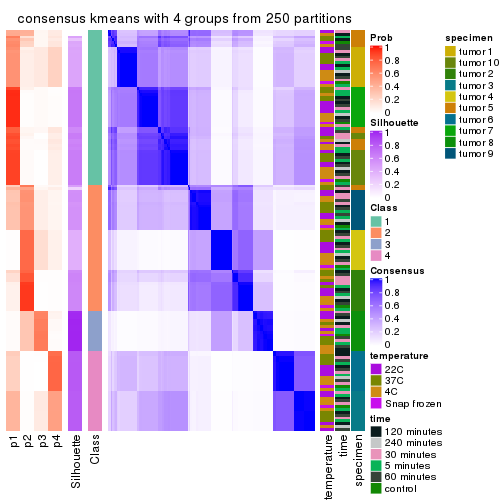 consensus kmeans with 4 groups from 250 partitions
Prob
1
0.8
0.6
0.4
0.2
0
Silhouette
1
0.8
0.6
0.4
0.2
0
Class
1
2
3
4
Consensus
1
0.8
0.6
0.4
0.2
0
temperature
22C
37C
4C
Snap frozen
time
120 minutes
240 minutes
30 minutes
5 minutes
60 minutes
control
specimen
tumor 1
tumor 10
tumor 2
tumor 3
tumor 4
tumor 5
tumor 6
tumor 7
tumor 8
tumor 9
p1
p2
p3
p4
Silhouette
Class
temperature
time
specimen